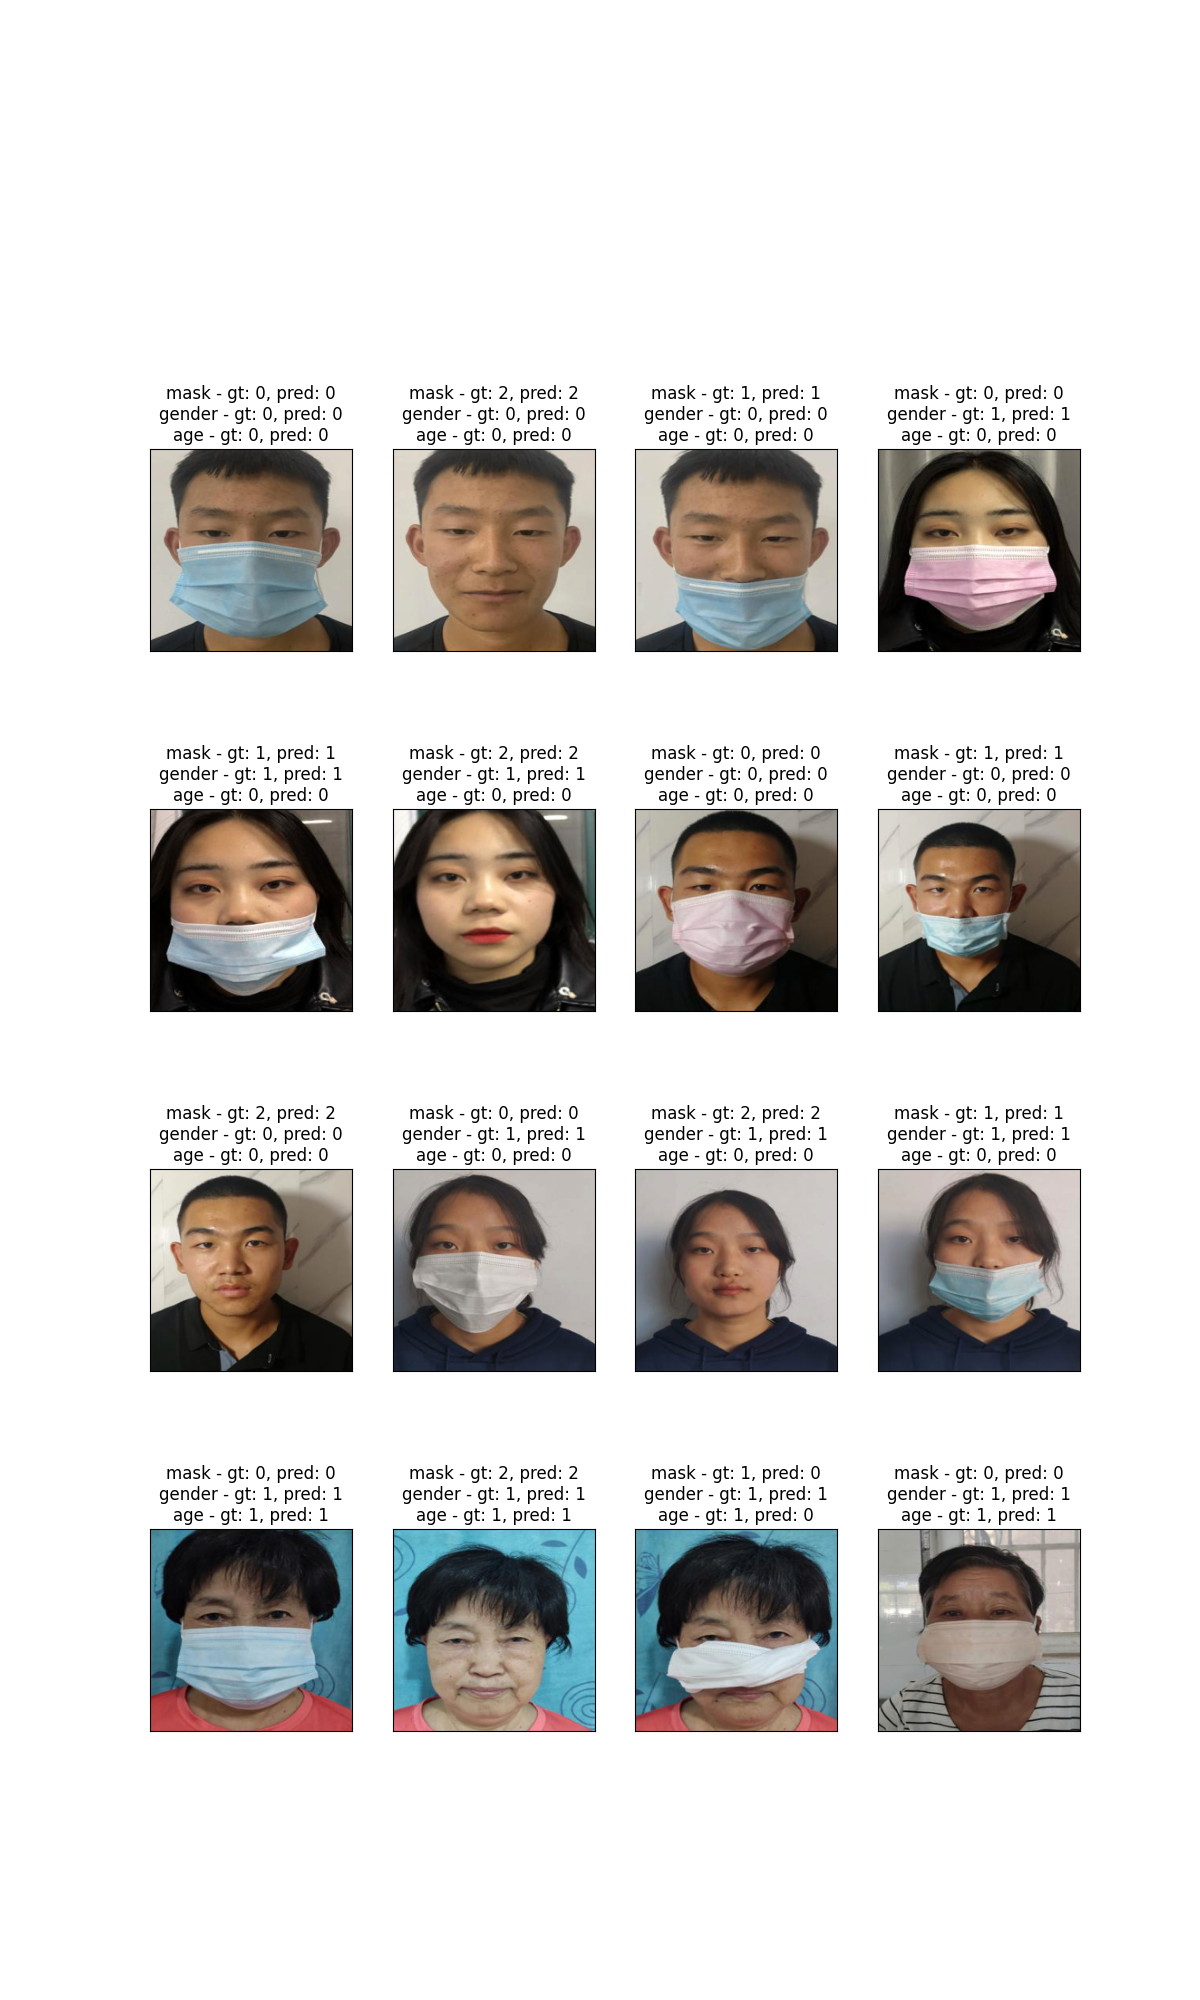 mask - gt: 0, pred: 0
gender - gt: 0, pred: 0
age - gt: 0, pred: 0
mask - gt: 2, pred: 2
gender - gt: 0, pred: 0
age - gt: 0, pred: 0
mask - gt: 1, pred: 1
gender - gt: 0, pred: 0
age - gt: 0, pred: 0
mask - gt: 0, pred: 0
gender - gt: 1, pred: 1
age - gt: 0, pred: 0
mask - gt: 1, pred: 1
gender - gt: 1, pred: 1
age - gt: 0, pred: 0
mask - gt: 2, pred: 2
gender - gt: 1, pred: 1
age - gt: 0, pred: 0
mask - gt: 0, pred: 0
gender - gt: 0, pred: 0
age - gt: 0, pred: 0
mask - gt: 1, pred: 1
gender - gt: 0, pred: 0
age - gt: 0, pred: 0
mask - gt: 2, pred: 2
gender - gt: 0, pred: 0
age - gt: 0, pred: 0
mask - gt: 0, pred: 0
gender - gt: 1, pred: 1
age - gt: 0, pred: 0
mask - gt: 2, pred: 2
gender - gt: 1, pred: 1
age - gt: 0, pred: 0
mask - gt: 1, pred: 1
gender - gt: 1, pred: 1
age - gt: 0, pred: 0
mask - gt: 0, pred: 0
gender - gt: 1, pred: 1
age - gt: 1, pred: 1
mask - gt: 2, pred: 2
gender - gt: 1, pred: 1
age - gt: 1, pred: 1
mask - gt: 1, pred: 0
gender - gt: 1, pred: 1
age - gt: 1, pred: 0
mask - gt: 0, pred: 0
gender - gt: 1, pred: 1
age - gt: 1, pred: 1